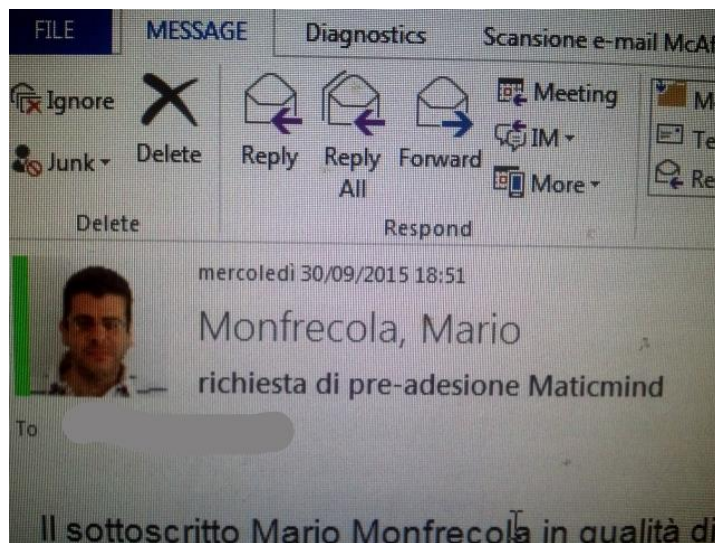 FILE MESSAGE Diagnostics Scansione e-mail McAf
Ignore
Junk
Delete
Reply
Reply All
Forward
Meeting
IM
More
M
Te
Re
Delete
Respond
mercoledì 30/09/2015 18:51
Monfrecola, Mario
richiesta di pre-adesione Maticmind
To
Il sottoscritto Mario Monfrecola in qualità di